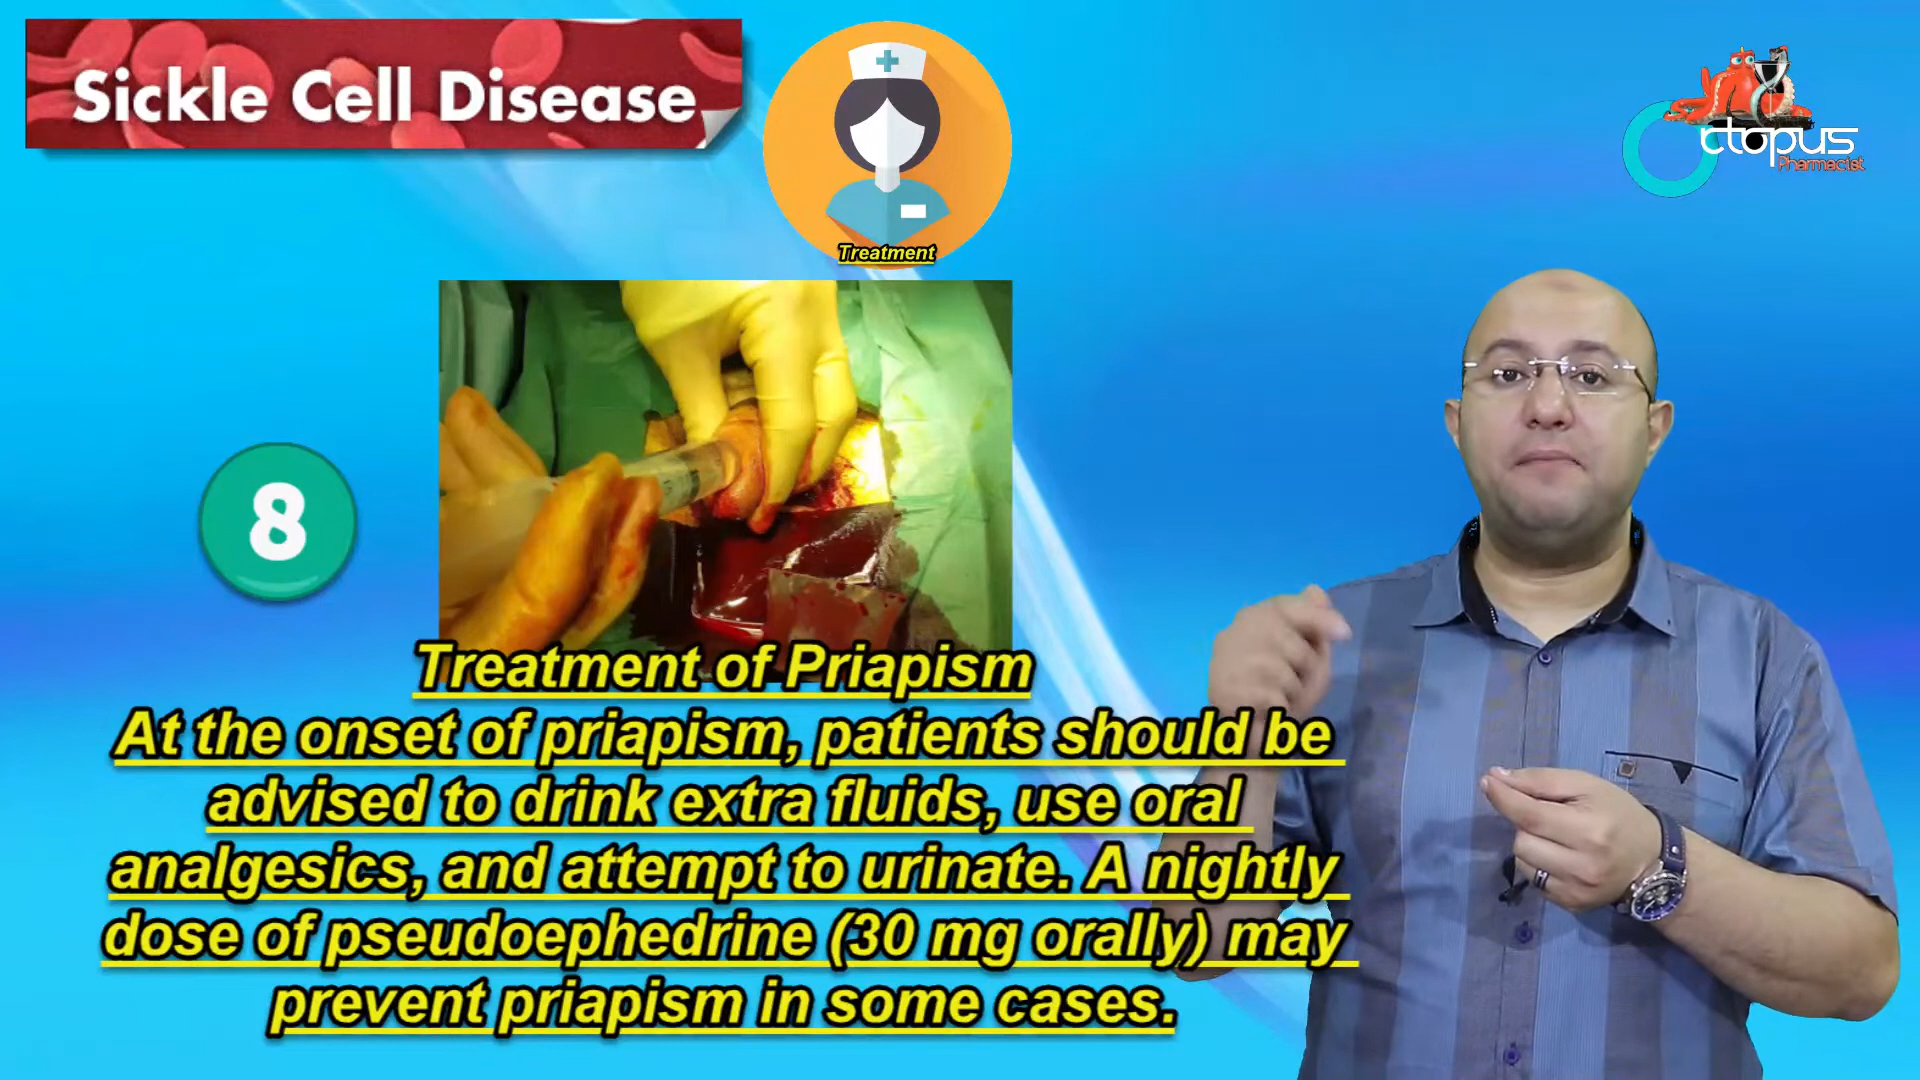 Sickle Cell Disease
ctopus
Pharmacist
Treatment
8
Treatment of Priapism
At the onset of priapism, patients should be
advised to drink extra fluids, use oral
analgesics, and attempt to urinate. A nightly
dose of pseudoephedrine (30 mg orally) may
prevent priapism in some cases.